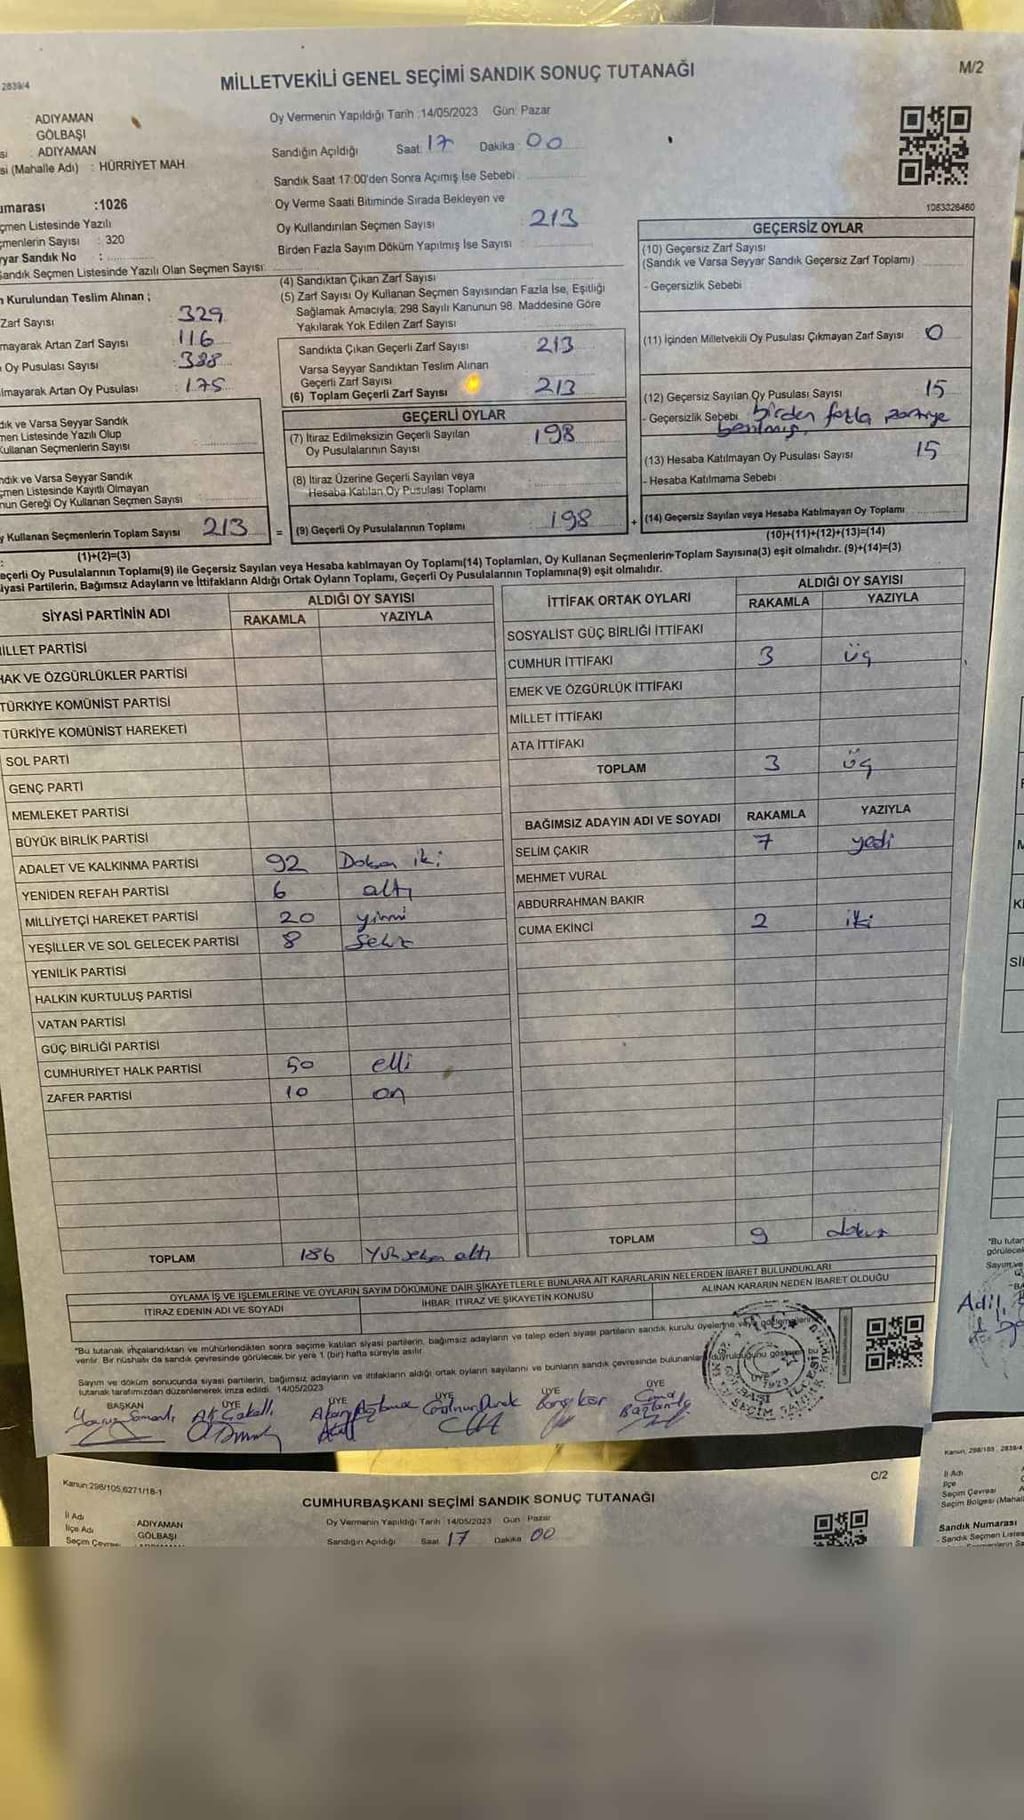 2839/4
MİLLETVEKİLİ GENEL SEÇİMİ SANDIK SONUÇ TUTANAĞI
M/2
ADIYAMAN
GÖLBAŞI
: ADIYAMAN
si (Mahalle Adı) : HÜRRİYET MAH.
Oy Vermenin Yapıldığı Tarih :14/05/2023 Gün: Pazar
Sandığın Açıldığı Saat: 17 Dakika : 00
Sandık Saat 17:00'den Sonra Açımış İse Sebebi :
umarası :1026
çmen Listesinde Yazılı
çmenlerin Sayısı : 320
yyar Sandık No :
Sandık Seçmen Listesinde Yazılı Olan Seçmen Sayısı:
Oy Verme Saati Bitiminde Sırada Bekleyen ve
Oy Kullandırılan Seçmen Sayısı : 213
Birden Fazla Sayım Döküm Yapılmış İse Sayısı :
1083026460
n Kurulundan Teslim Alınan ;
Zarf Sayısı : 329
mayarak Artan Zarf Sayısı : 116
Oy Pusulası Sayısı : 388
lmayarak Artan Oy Pusulası : 175
dık ve Varsa Seyyar Sandık
men Listesinde Yazılı Olup
Kullanan Seçmenlerin Sayısı
ndık ve Varsa Seyyar Sandık
çmen Listesinde Kayıtlı Olmayan
nun Gereği Oy Kullanan Seçmen Sayısı
y Kullanan Seçmenlerin Toplam Sayısı 213
(1)+(2)=(3)
(4) Sandıktan Çıkan Zarf Sayısı
(5) Zarf Sayısı Oy Kullanan Seçmen Sayısından Fazla İse, Eşitliği
Sağlamak Amacıyla, 298 Sayılı Kanunun 98. Maddesine Göre
Yakılarak Yok Edilen Zarf Sayısı
Sandıkta Çıkan Geçerli Zarf Sayısı 213
Varsa Seyyar Sandıktan Teslim Alınan
Geçerli Zarf Sayısı
(6) Toplam Geçerli Zarf Sayısı 213
GEÇERLİ OYLAR
(7) İtiraz Edilmeksizin Geçerli Sayılan
Oy Pusulalarının Sayısı 198
(8) İtiraz Üzerine Geçerli Sayılan veya
Hesaba Katılan Oy Pusulası Toplamı
= (9) Geçerli Oy Pusulalarının Toplamı 198
GEÇERSİZ OYLAR
(10) Geçersiz Zarf Sayısı
(Sandık ve Varsa Seyyar Sandık Geçersiz Zarf Toplamı)
- Geçersizlik Sebebi
(11) İçinden Milletvekili Oy Pusulası Çıkmayan Zarf Sayısı 0
(12) Geçersiz Sayılan Oy Pusulası Sayısı 15
- Geçersizlik Sebebi birden fazla partiye
(13) Hesaba Katılmayan Oy Pusulası Sayısı 15
- Hesaba Katılmama Sebebi
+ (14) Geçersiz Sayılan veya Hesaba Katılmayan Oy Toplamı
(10)+(11)+(12)+(13)=(14)
eçerli Oy Pusulalarının Toplamı(9) ile Geçersiz Sayılan veya Hesaba katılmayan Oy Toplamı(14) Toplamları, Oy Kullanan Seçmenlerin Toplam Sayısına(3) eşit olmalıdır. (9)+(14)=(3)
iyasi Partilerin, Bağımsız Adayların ve İttifakların Aldığı Ortak Oyların Toplamı, Geçerli Oy Pusulalarının Toplamına(9) eşit olmalıdır.
SİYASİ PARTİNİN ADI ALDIĞI OY SAYISI
RAKAMLA YAZIYLA
İLLET PARTİSİ
HAK VE ÖZGÜRLÜKLER PARTİSİ
TÜRKİYE KOMÜNİST PARTİSİ
TÜRKİYE KOMÜNİST HAREKETİ
SOL PARTİ
GENÇ PARTİ
MEMLEKET PARTİSİ
BÜYÜK BİRLİK PARTİSİ
ADALET VE KALKINMA PARTİSİ 92 Doksan iki
YENİDEN REFAH PARTİSİ 6 altı
MİLLİYETÇİ HAREKET PARTİSİ 20 yirmi
YEŞİLLER VE SOL GELECEK PARTİSİ 8 Sekiz
YENİLİK PARTİSİ
HALKIN KURTULUŞ PARTİSİ
VATAN PARTİSİ
GÜÇ BİRLİĞİ PARTİSİ
CUMHURİYET HALK PARTİSİ 50 elli
ZAFER PARTİSİ 10 on
TOPLAM 186 Yüzseksen altı
İTTİFAK ORTAK OYLARI ALDIĞI OY SAYISI
RAKAMLA YAZIYLA
SOSYALİST GÜÇ BİRLİĞİ İTTİFAKI
CUMHUR İTTİFAKI 3 üç
EMEK VE ÖZGÜRLÜK İTTİFAKI
MİLLET İTTİFAKI
ATA İTTİFAKI
TOPLAM 3 üç
BAĞIMSIZ ADAYIN ADI VE SOYADI RAKAMLA YAZIYLA
SELİM ÇAKIR 7 yedi
MEHMET VURAL
ABDURRAHMAN BAKIR
CUMA EKİNCİ 2 iki
TOPLAM 9 dokuz
OYLAMA İŞ VE İŞLEMLERİNE VE OYLARIN SAYIM DÖKÜMÜNE DAİR ŞİKAYETLERLE BUNLARA AİT KARARLARIN NELERDEN İBARET BULUNDUKLARI
İTİRAZ EDENİN ADI VE SOYADI İHBAR, İTİRAZ VE ŞİKAYETİN KONUSU ALINAN KARARIN NEDEN İBARET OLDUĞU
"Bu tutanak imzalandıktan ve mühürlendikten sonra seçime katılan siyasi partilerin, bağımsız adayların ve talep eden siyasi partilerin sandık kurulu üyelerine veya
verilir. Bir nüshası da sandık çevresinde görülecek bir yere 1 (bir) hafta süreyle asılır.
Sayım ve döküm sonucunda siyasi partilerin, bağımsız adayların ve ittifakların aldığı ortak oyların sayılarını ve bunların sandık çevresinde bulunanlara
tutanak tarafımızdan düzenlenerek imza edildi. 14/05/2023
BAŞKAN ÜYE ÜYE ÜYE ÜYE ÜYE
Kanun:298/105,6271/18-1
C/2
CUMHURBAŞKANI SEÇİMİ SANDIK SONUÇ TUTANAĞI
İl Adı : ADIYAMAN
İlçe Adı : GÖLBAŞI
Seçim Çevresi
Oy Vermenin Yapıldığı Tarih :14/05/2023 Gün : Pazar
Sandığın Açıldığı Saat 17 Dakika 00
İl Adı
İlçe
Seçim Çevresi
Seçim Bölgesi (Mahal
Sandık Numarası